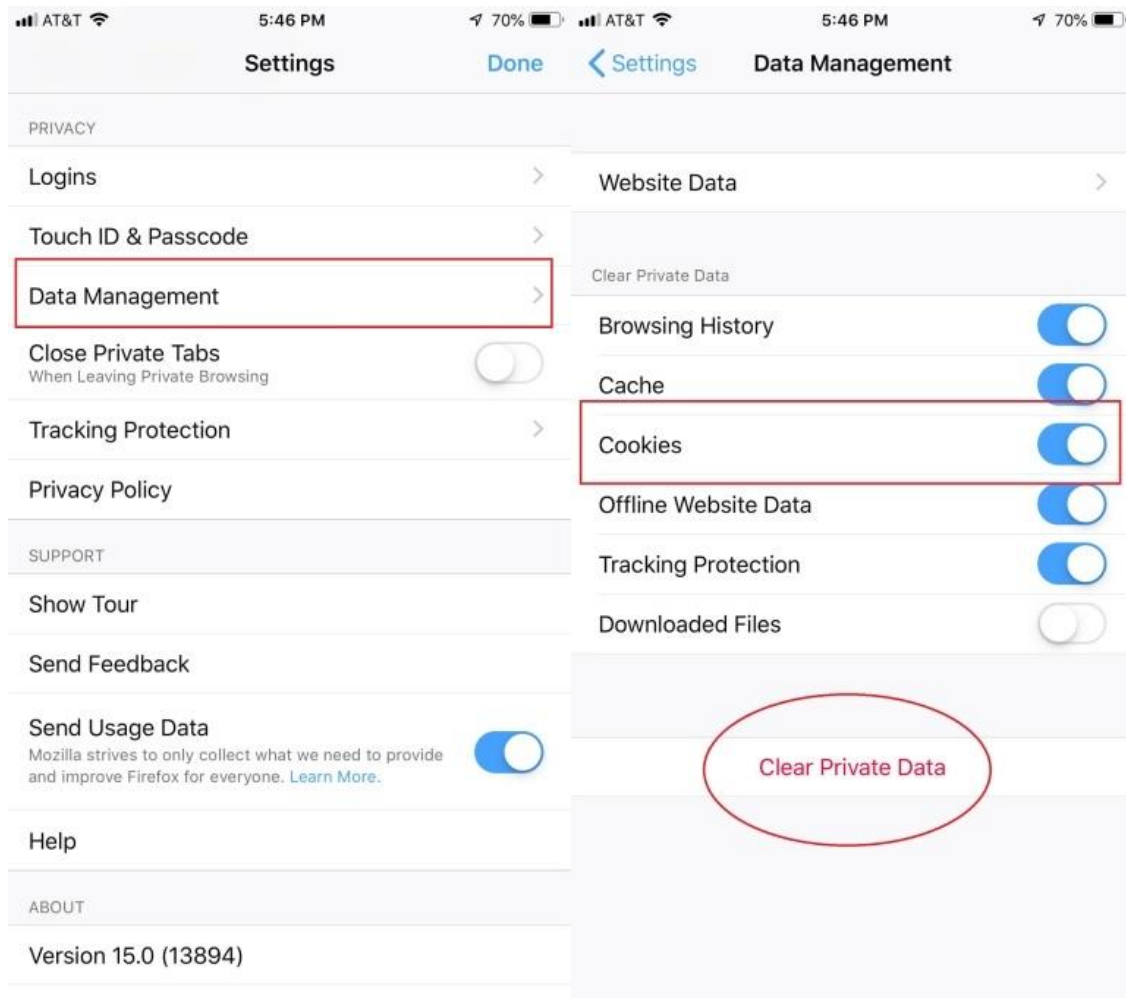 AT&T
5:46 PM
70%
Settings
Done
PRIVACY
Logins
Touch ID & Passcode
Data Management
Close Private Tabs
When Leaving Private Browsing
Tracking Protection
Privacy Policy
SUPPORT
Show Tour
Send Feedback
Send Usage Data
Mozilla strives to only collect what we need to provide
and improve Firefox for everyone. Learn More.
Help
ABOUT
Version 15.0 (13894)
AT&T
5:46 PM
70%
Settings
Data Management
Website Data
Clear Private Data
Browsing History
Cache
Cookies
Offline Website Data
Tracking Protection
Downloaded Files
Clear Private Data